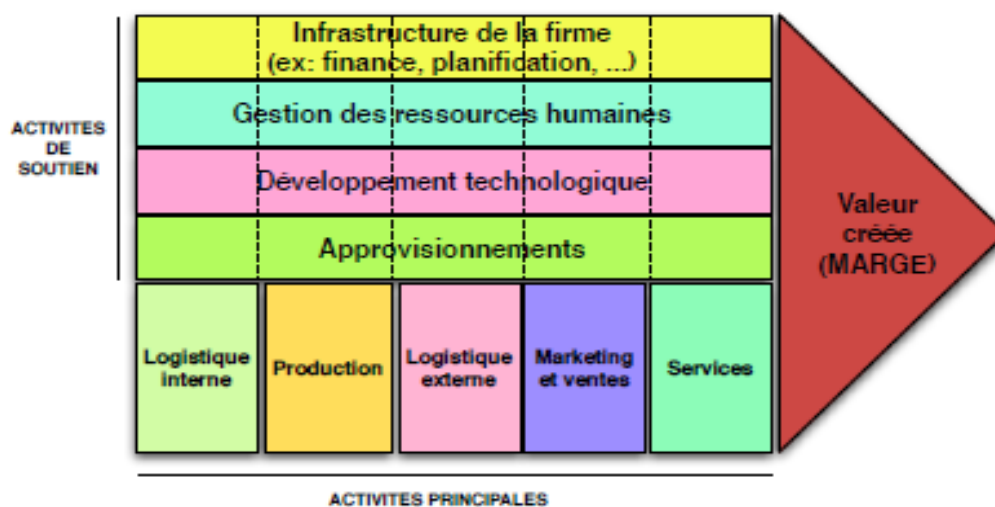 Infrastructure de la firme
(ex: finance, planification, ...)
Gestion des ressources humaines
ACTIVITES
DE
SOUTIEN
Développement technologique
Approvisionnements
Valeur
créée
(MARGE)
Logistique
interne
Production
Logistique
externe
Marketing
et ventes
Services
ACTIVITES PRINCIPALES